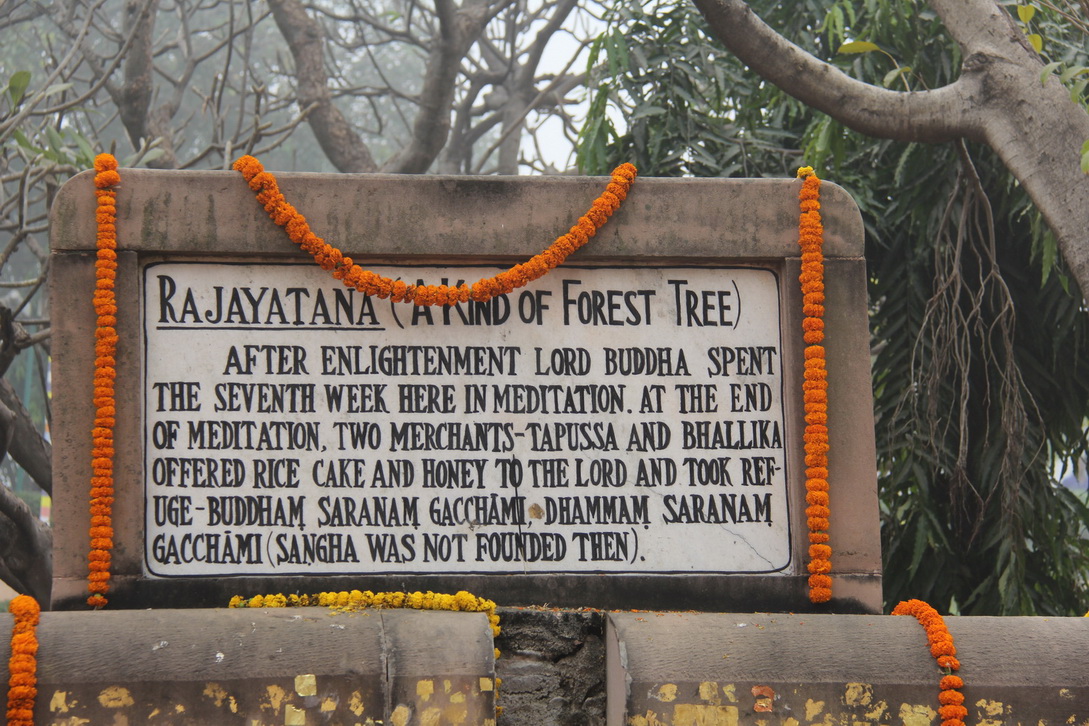 RAJAYATANA (A KIND OF FOREST TREE)
AFTER ENLIGHTENMENT LORD BUDDHA SPENT
THE SEVENTH WEEK HERE IN MEDITATION. AT THE END
OF MEDITATION, TWO MERCHANTS-TAPUSSA AND BHALLIKA
OFFERED RICE CAKE AND HONEY TO THE LORD AND TOOK REF-
UGE-BUDDHAṂ SARANAṂ GACCHĀMI, DHAMMAṂ SARANAṂ
GACCHĀMI (SAṂGHA WAS NOT FOUNDED THEN).